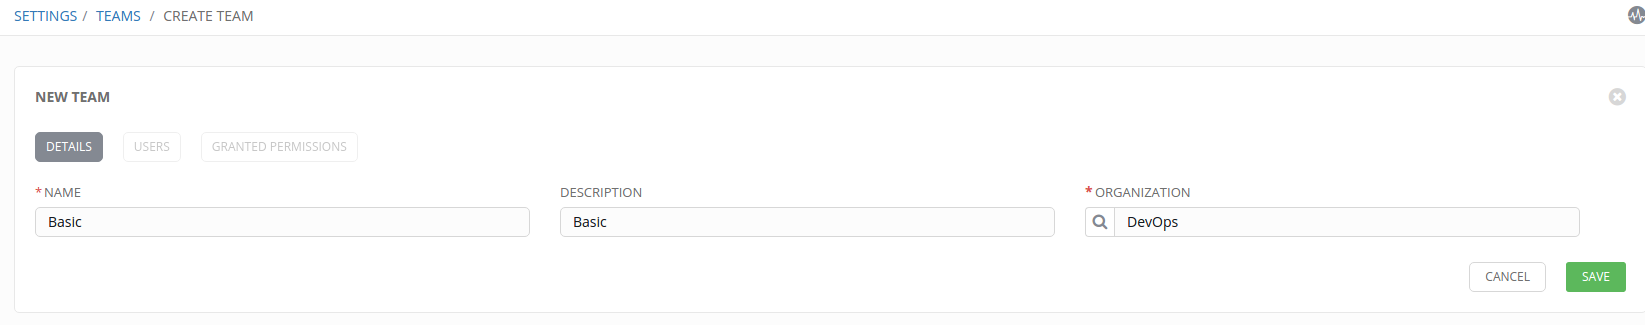 SETTINGS / TEAMS / CREATE TEAM
NEW TEAM
DETAILS USERS GRANTED PERMISSIONS
* NAME DESCRIPTION * ORGANIZATION
Basic Basic DevOps
CANCEL SAVE